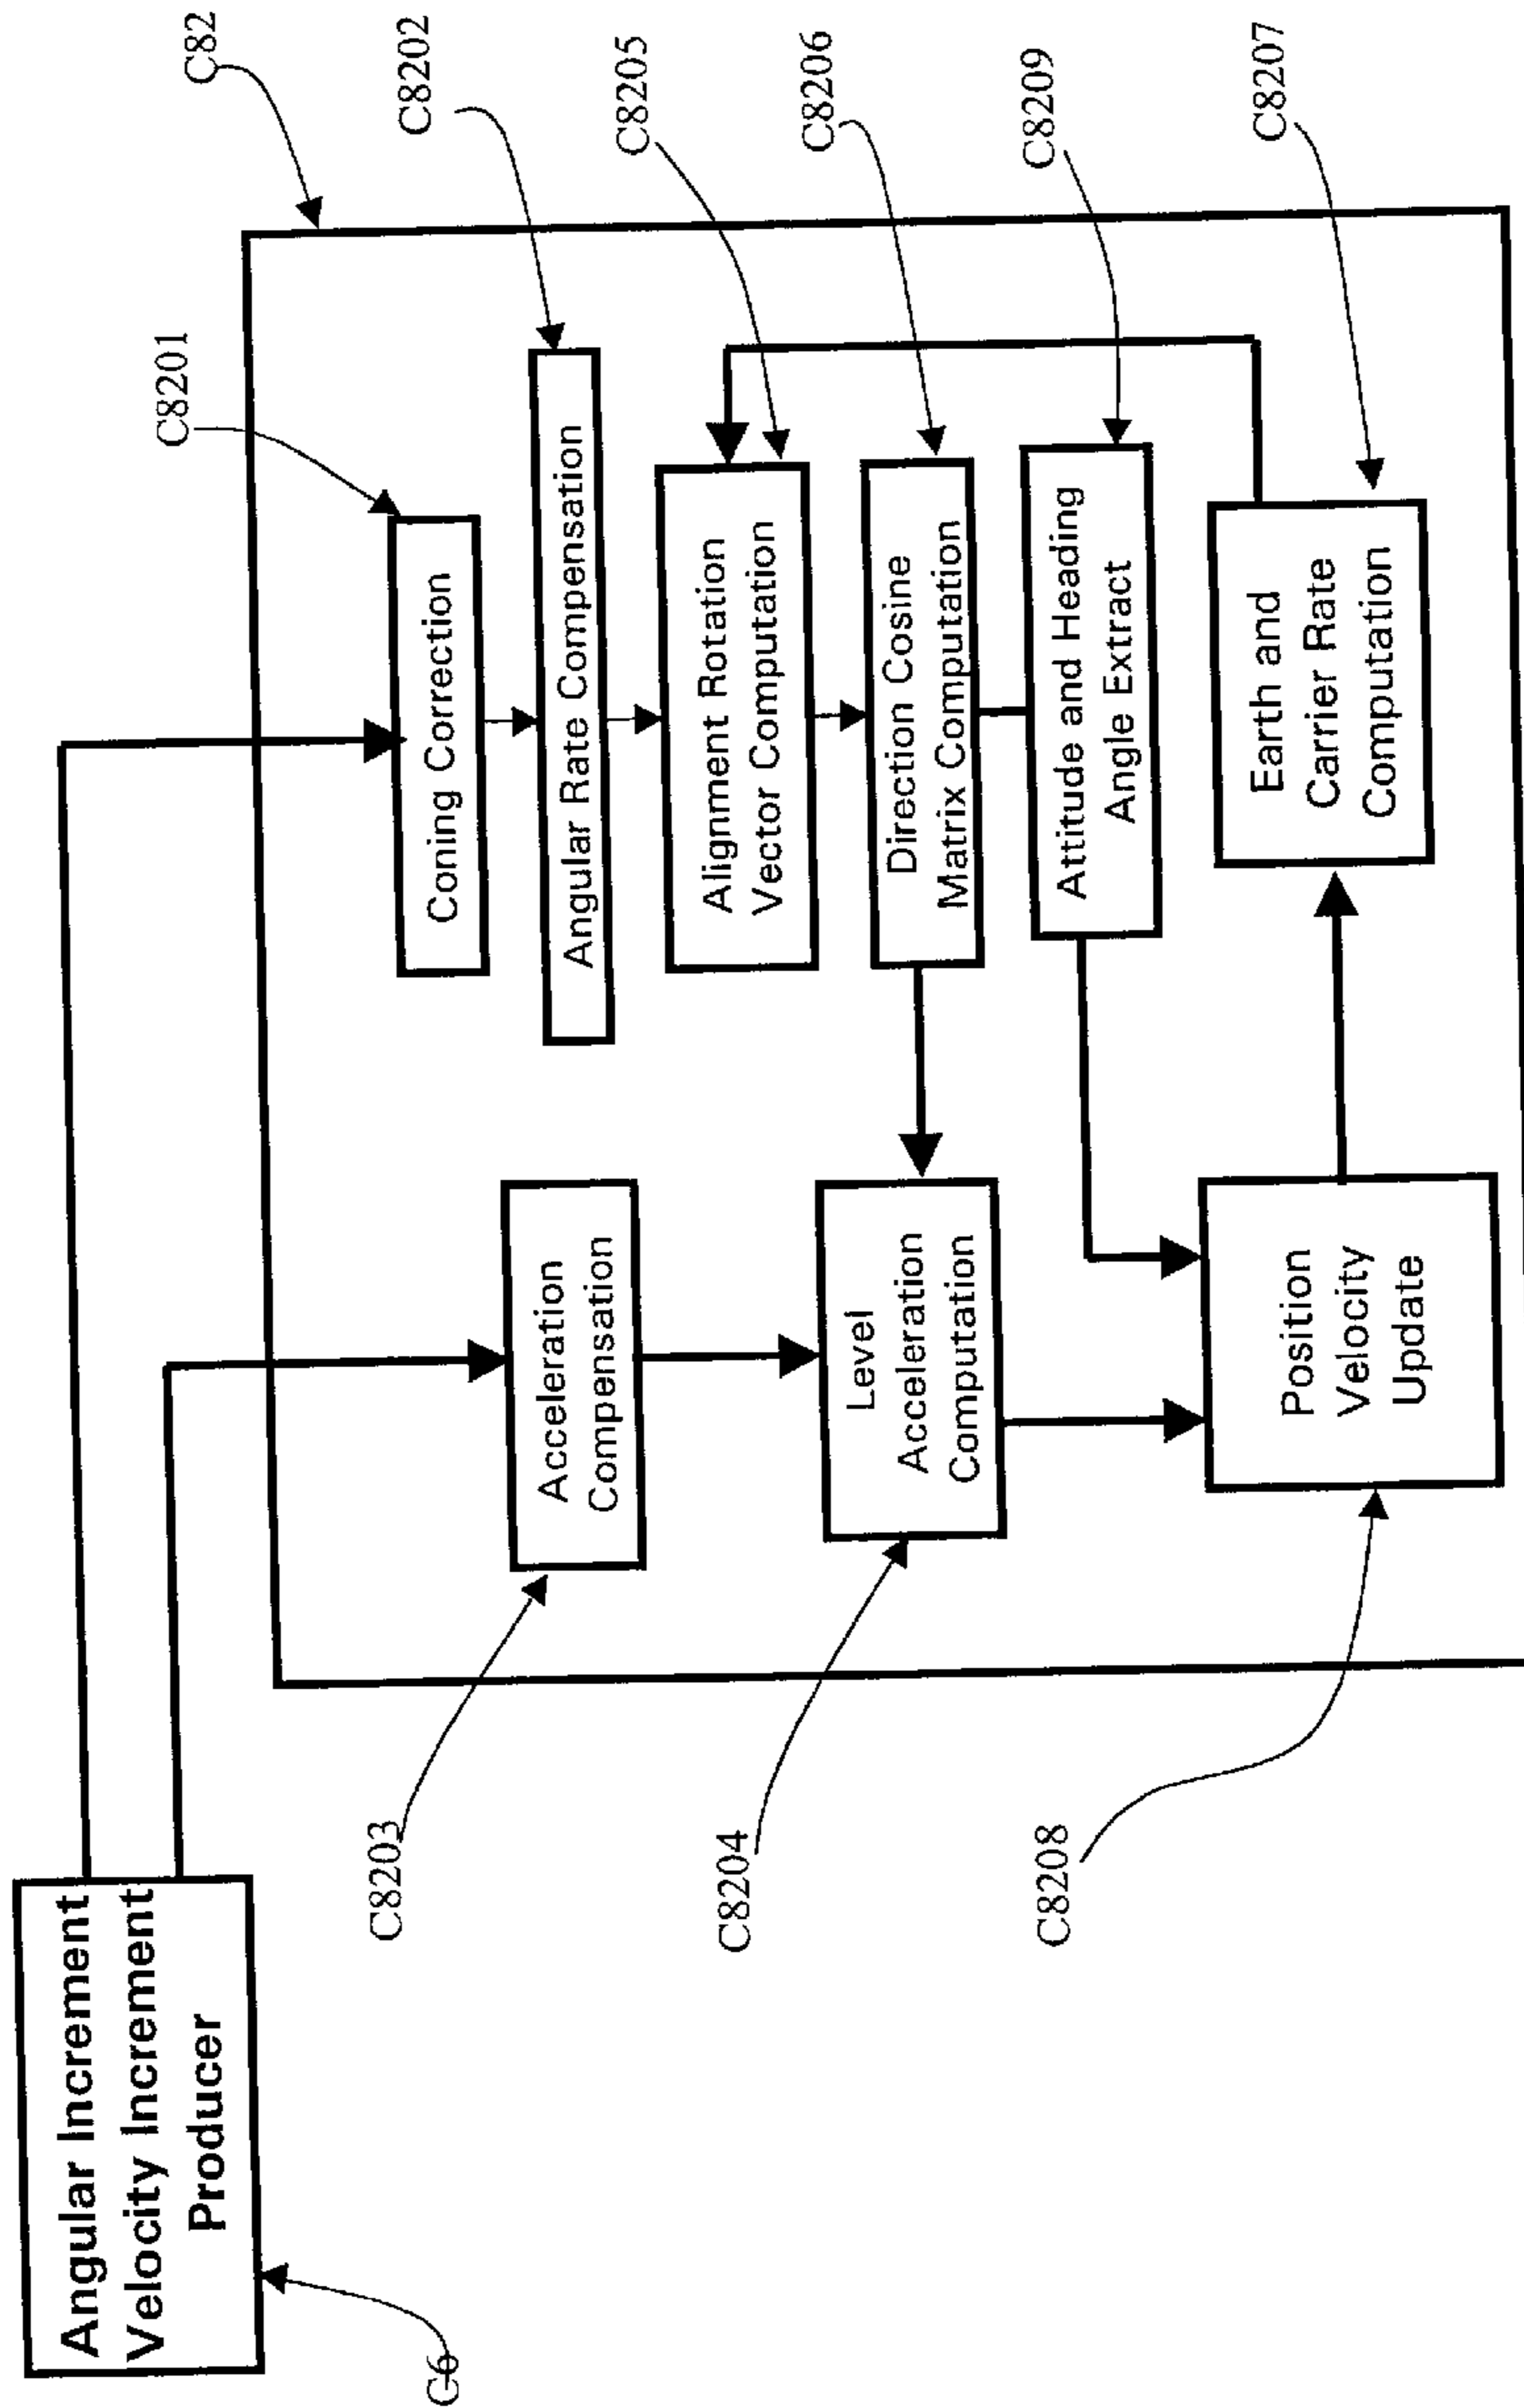 Angular Increment
Velocity Increment
Producer
C6
C82
C8201
Coning Correction
C8202
Angular Rate Compensation
C8203
Acceleration
Compensation
C8205
Alignment Rotation
Vector Computation
C8204
Level
Acceleration
Computation
C8206
Direction Cosine
Matrix Computation
C8209
Attitude and Heading
Angle Extract
C8208
Position
Velocity
Update
C8207
Earth and
Carrier Rate
Computation